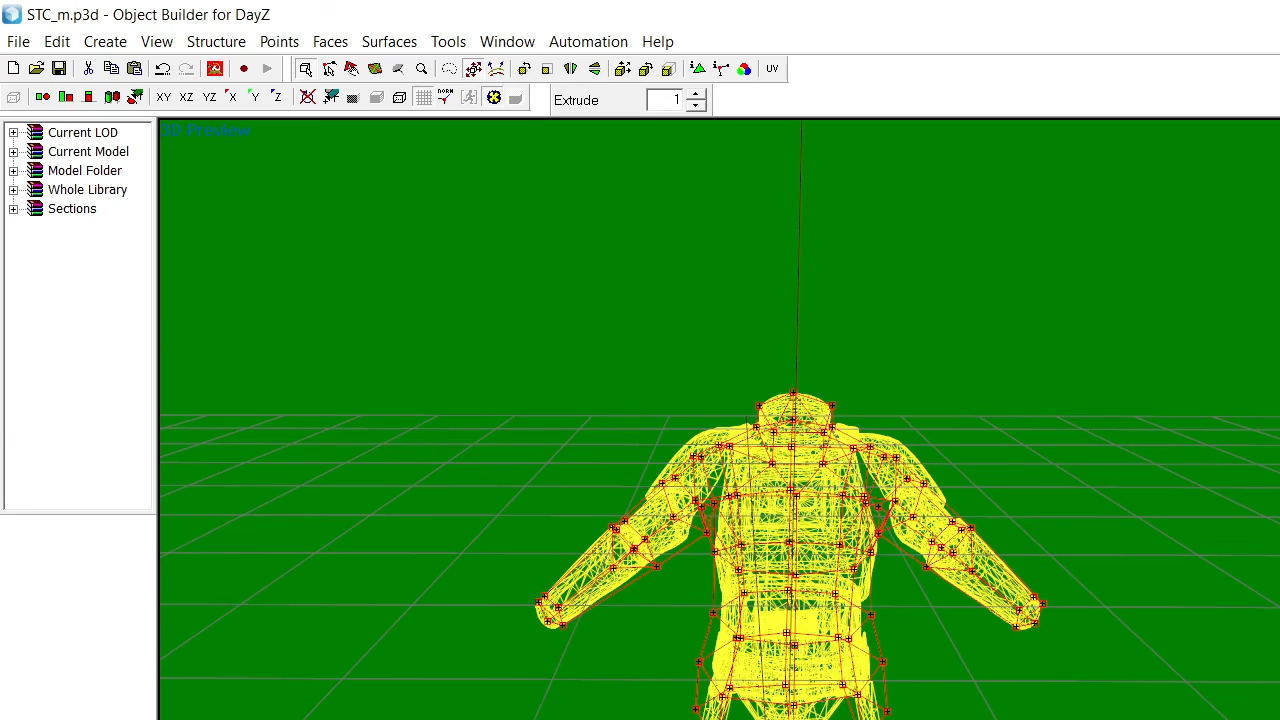 STC_m.p3d - Object Builder for DayZ
File Edit Create View Structure Points Faces Surfaces Tools Window Automation Help
UV
XY XZ YZ X Y Z NORM Extrude 1
3D Preview
Current LOD
Current Model
Model Folder
Whole Library
Sections